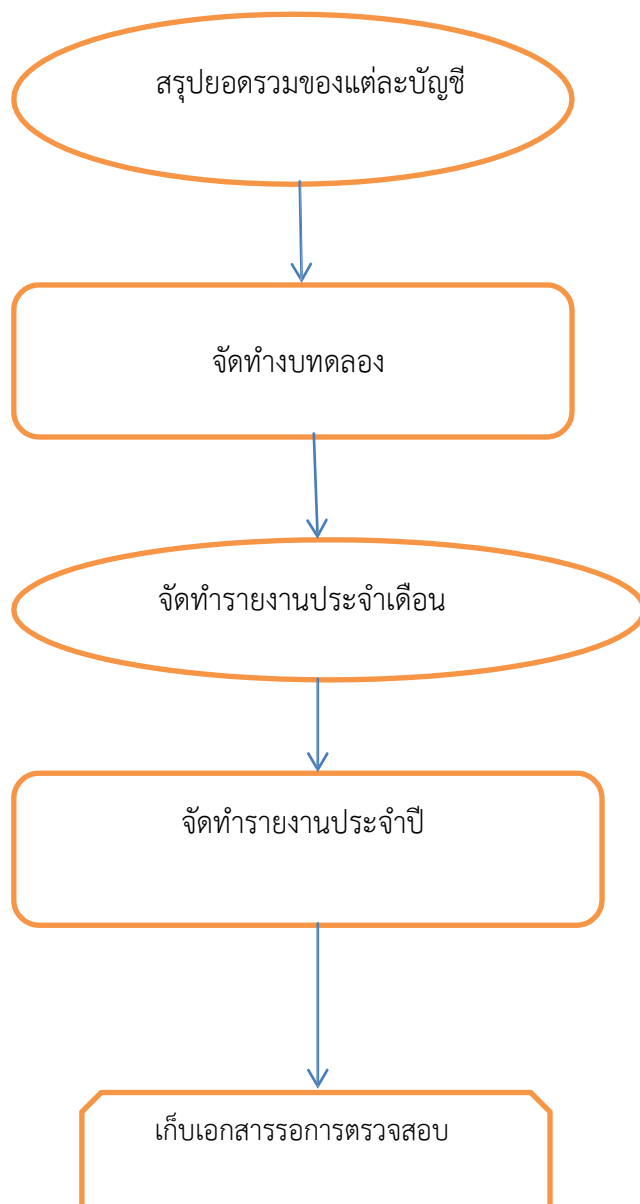 สรุปยอดรวมของแต่ละบัญชี
จัดทำงบทดลอง
จัดทำรายงานประจำเดือน
จัดทำรายงานประจำปี
เก็บเอกสารรอการตรวจสอบ